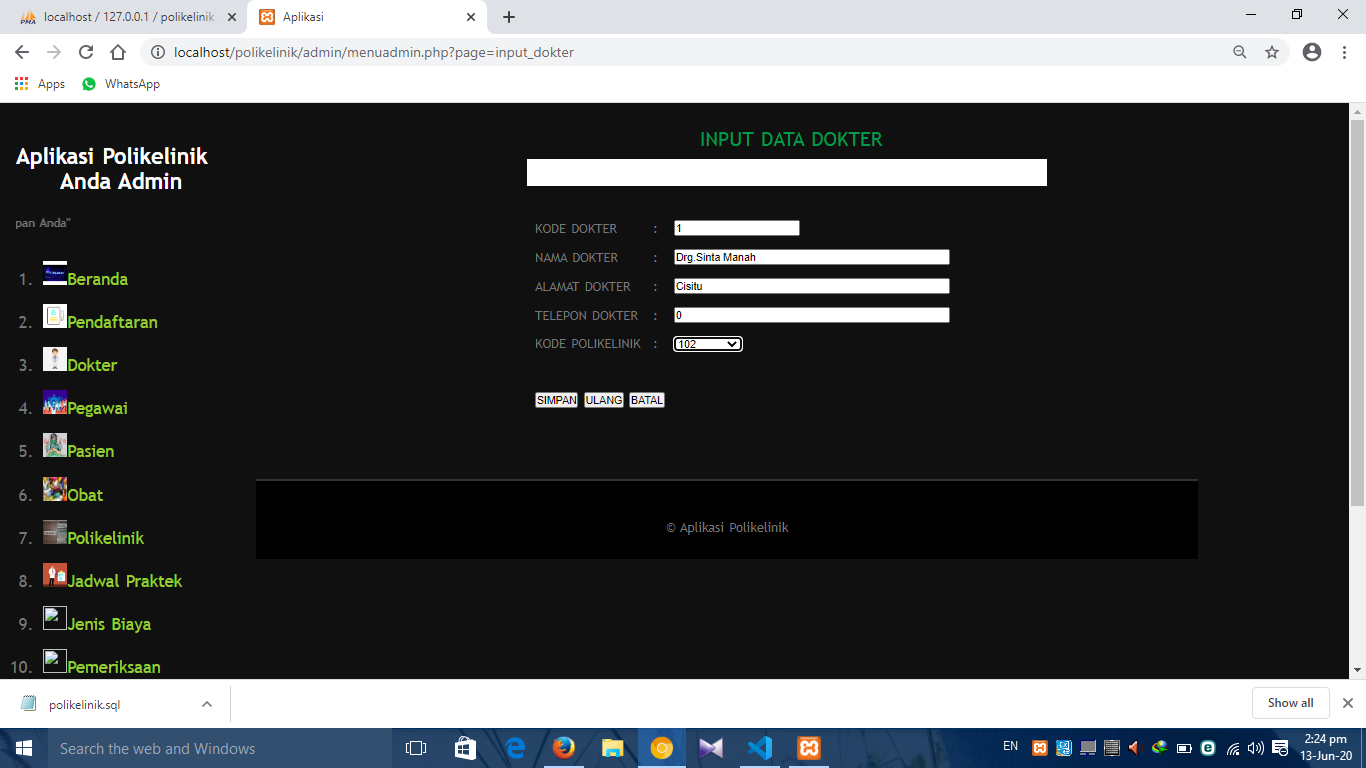 localhost / 127.0.0.1 / polikelinik
Aplikasi
localhost/polikelinik/admin/menuadmin.php?page=input_dokter
Apps
WhatsApp
Aplikasi Polikelinik
Anda Admin
pan Anda"
1. Beranda
2. Pendaftaran
3. Dokter
4. Pegawai
5. Pasien
6. Obat
7. Polikelinik
8. Jadwal Praktek
9. Jenis Biaya
10. Pemeriksaan
INPUT DATA DOKTER
KODE DOKTER : 1
NAMA DOKTER : Drg.Sinta Manah
ALAMAT DOKTER : Cisitu
TELEPON DOKTER : 0
KODE POLIKELINIK : 102
SIMPAN ULANG BATAL
© Aplikasi Polikelinik
polikelinik.sql
Show all
Search the web and Windows
EN
2:24 pm
13-Jun-20